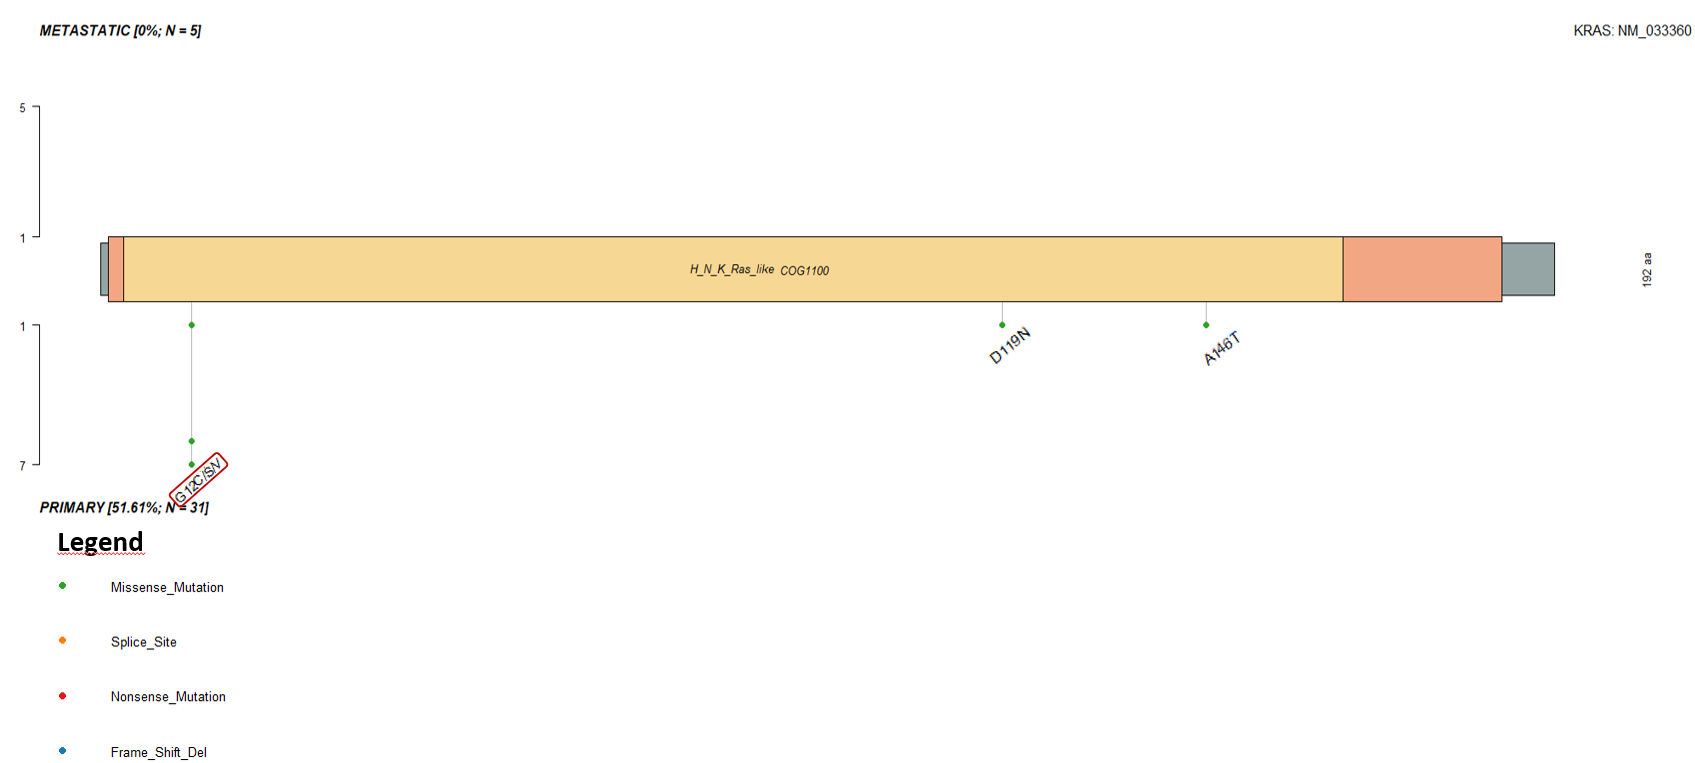 METASTATIC [0%; N = 5]
KRAS: NM_033360
5
1
H_N_K_Ras_like COG1100
192 aa
1
D119N
A146T
7
G12C/S/V
PRIMARY [51.61%; N = 31]
Legend
Missense_Mutation
Splice_Site
Nonsense_Mutation
Frame_Shift_Del